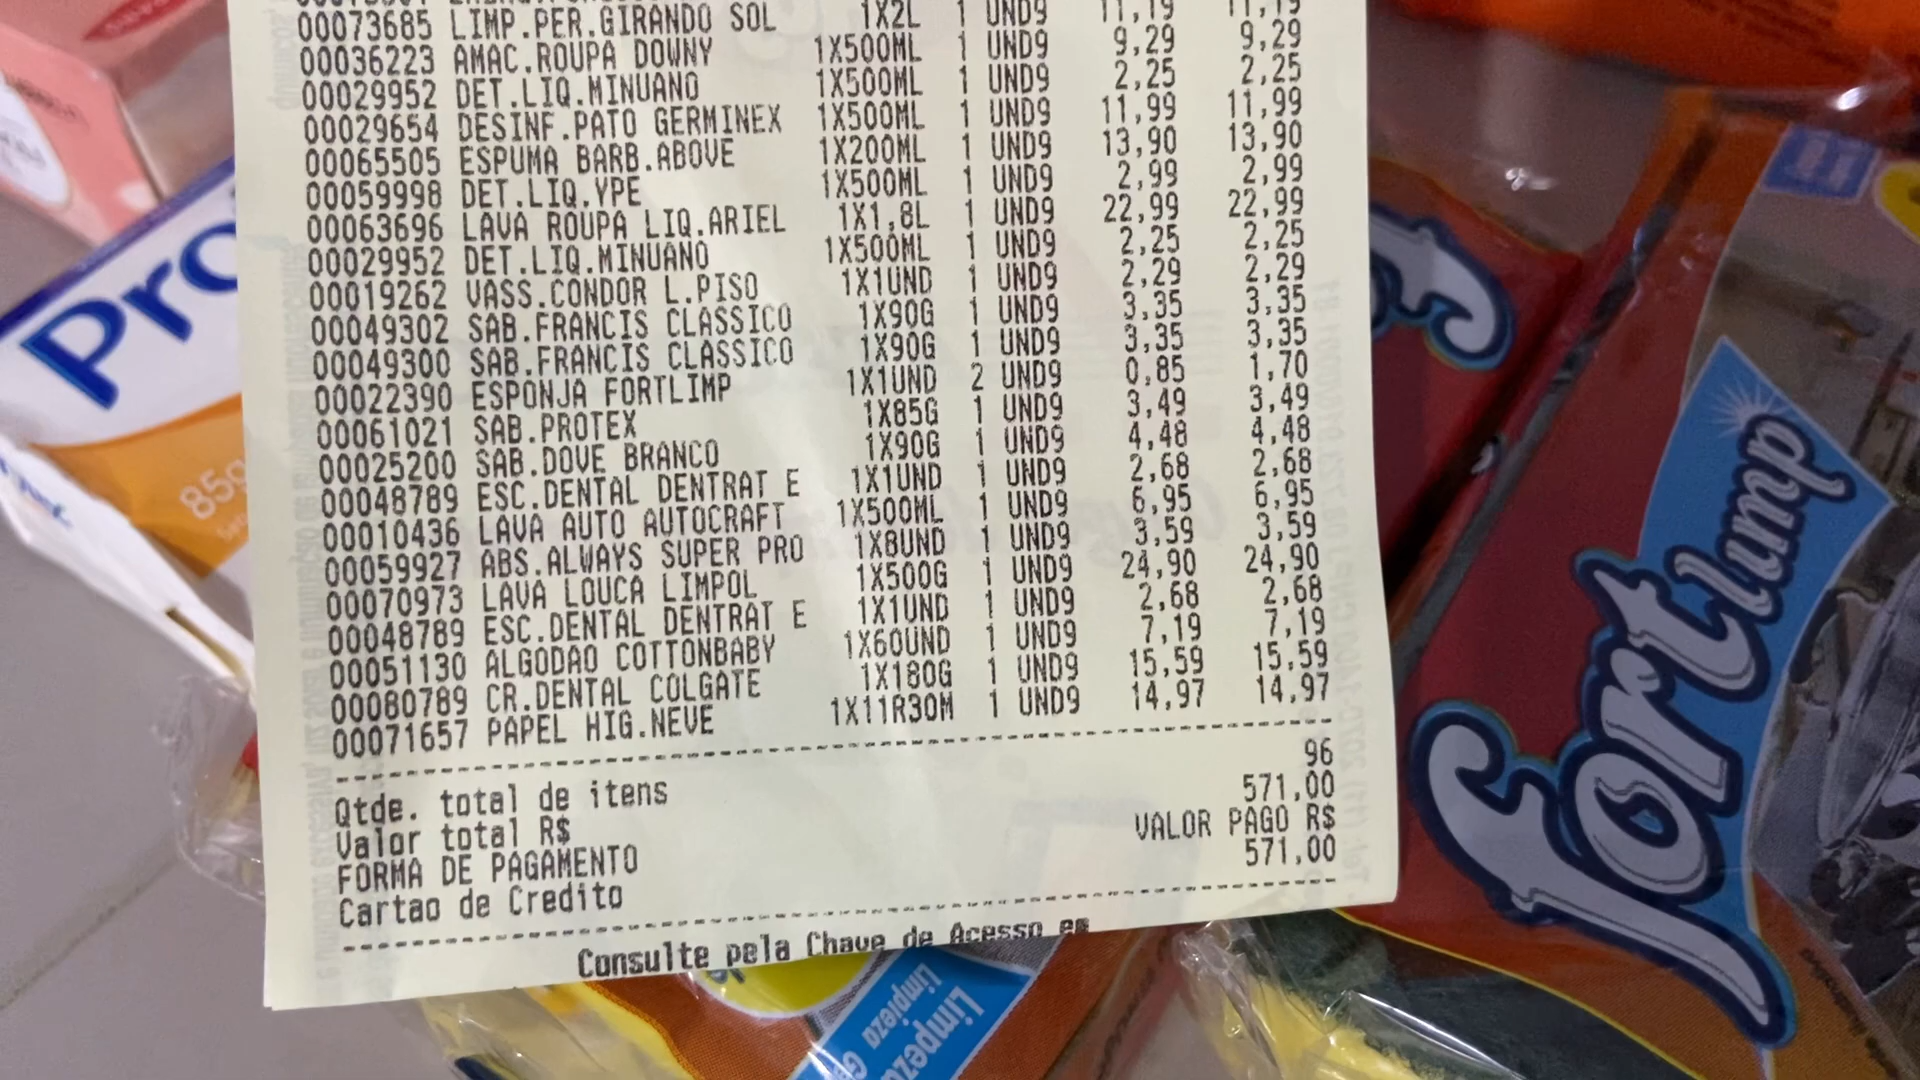 00073685 LIMP.PER.GIRANDO SOL 1X2L 1 UND9 11,19 11,19
00036223 AMAC.ROUPA DOWNY 1X500ML 1 UND9 9,29 9,29
00029952 DET.LIQ.MINUANO 1X500ML 1 UND9 2,25 2,25
00029654 DESINF.PATO GERMINEX 1X500ML 1 UND9 11,99 11,99
00065505 ESPUMA BARB.ABOVE 1X200ML 1 UND9 13,90 13,90
00059998 DET.LIQ.YPE 1X500ML 1 UND9 2,99 2,99
00063696 LAVA ROUPA LIQ.ARIEL 1X1,8L 1 UND9 22,99 22,99
00029952 DET.LIQ.MINUANO 1X500ML 1 UND9 2,25 2,25
00019262 VASS.CONDOR L.PISO 1X1UND 1 UND9 2,29 2,29
00049302 SAB.FRANCIS CLASSICO 1X90G 1 UND9 3,35 3,35
00049300 SAB.FRANCIS CLASSICO 1X90G 1 UND9 3,35 3,35
00022390 ESPONJA FORTLIMP 1X1UND 2 UND9 0,85 1,70
00061021 SAB.PROTEX 1X85G 1 UND9 3,49 3,49
00025200 SAB.DOVE BRANCO 1X90G 1 UND9 4,48 4,48
00048789 ESC.DENTAL DENTRAT E 1X1UND 1 UND9 2,68 2,68
00010436 LAVA AUTO AUTOCRAFT 1X500ML 1 UND9 6,95 6,95
00059927 ABS.ALWAYS SUPER PRO 1X8UND 1 UND9 3,59 3,59
00070973 LAVA LOUCA LIMPOL 1X500G 1 UND9 24,90 24,90
00048789 ESC.DENTAL DENTRAT E 1X1UND 1 UND9 2,68 2,68
00051130 ALGODAO COTTONBABY 1X60UND 1 UND9 7,19 7,19
00080789 CR.DENTAL COLGATE 1X180G 1 UND9 15,59 15,59
00071657 PAPEL HIG.NEVE 1X11R30M 1 UND9 14,97 14,97
Qtde. total de itens 96
Valor total R$ 571,00
FORMA DE PAGAMENTO VALOR PAGO R$
Cartao de Credito 571,00
Consulte pela Chave de Acesso em
Pro
85g
fortlimp
Limpeza
Limpieza